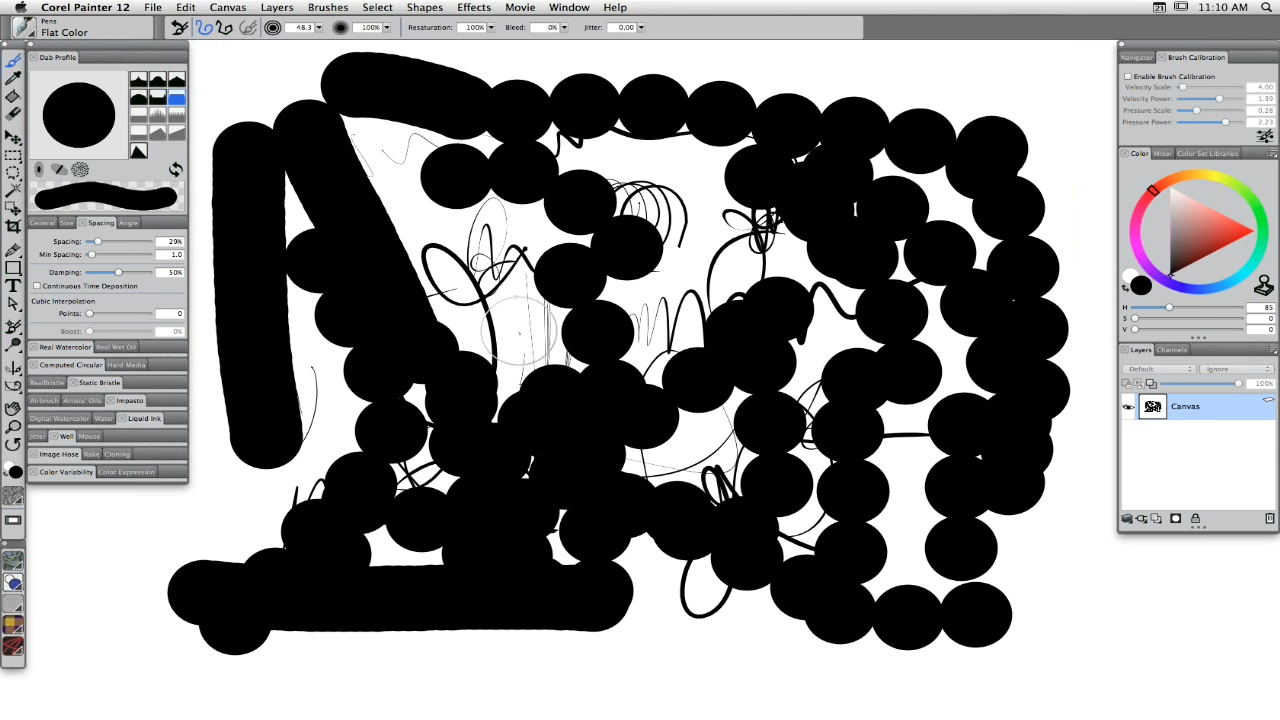 Corel Painter 12 File Edit Canvas Layers Brushes Select Shapes Effects Movie Window Help 21 11:10 AM
Pens
Flat Color
48.3 100% Resaturation: 100% Bleed: 0% Jitter: 0.00
Dab Profile
General Size Spacing Angle
Spacing: 29%
Min Spacing: 1.0
Damping: 50%
Continuous Time Deposition
Cubic Interpolation
Points: 0
Boost: 0%
Real Watercolor Real Wet Oil
Computed Circular Hard Media
RealBristle Static Bristle
Airbrush Artists' Oils Impasto
Digital Watercolor Water Liquid Ink
Jitter Well Mouse
Image Hose Rake Cloning
Color Variability Color Expression
Navigator Brush Calibration
Enable Brush Calibration
Velocity Scale: 4.00
Velocity Power: 1.39
Pressure Scale: 0.28
Pressure Power: 2.23
Color Mixer Color Set Libraries
H 85
S 0
V 0
Layers Channels
Default Ignore
100%
Canvas